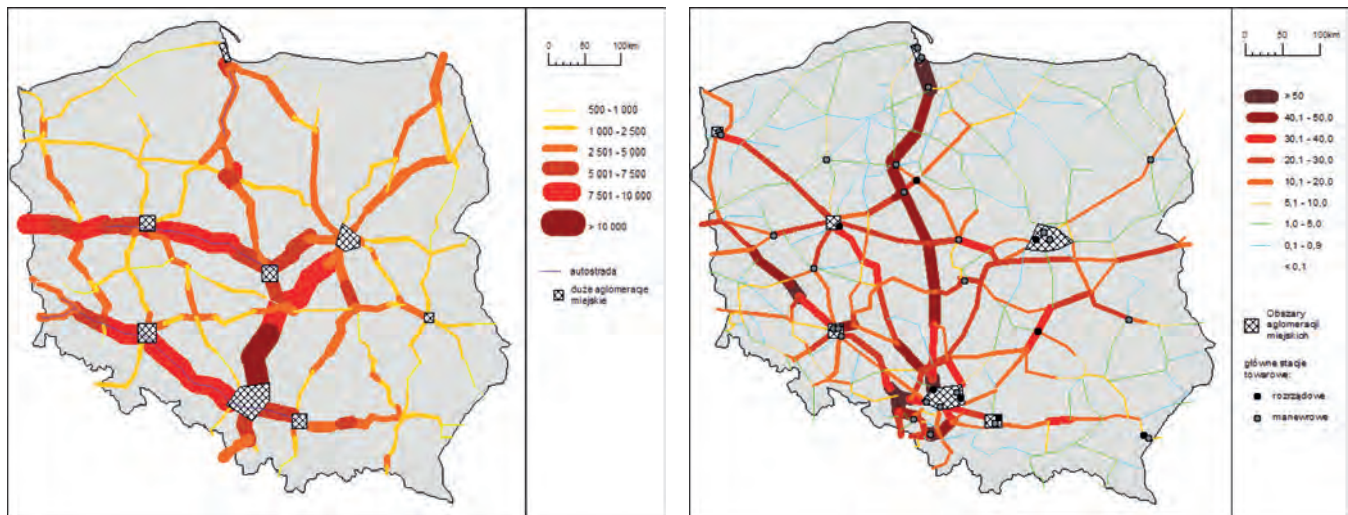 0 50 100km
500 - 1 000
1 000 - 2 500
2 501 - 5 000
5 001 - 7 500
7 501 - 10 000
> 10 000
autostrada
duże aglomeracje
miejskie
0 50 100km
> 50
40,1 - 50,0
30,1 - 40,0
20,1 - 30,0
10,1 - 20,0
5,1 - 10,0
1,0 - 5,0
0,1 - 0,9
< 0,1
Obszary
aglomeracji
miejskich
główne stacje
towarowe:
rozrządowe
manewrowe